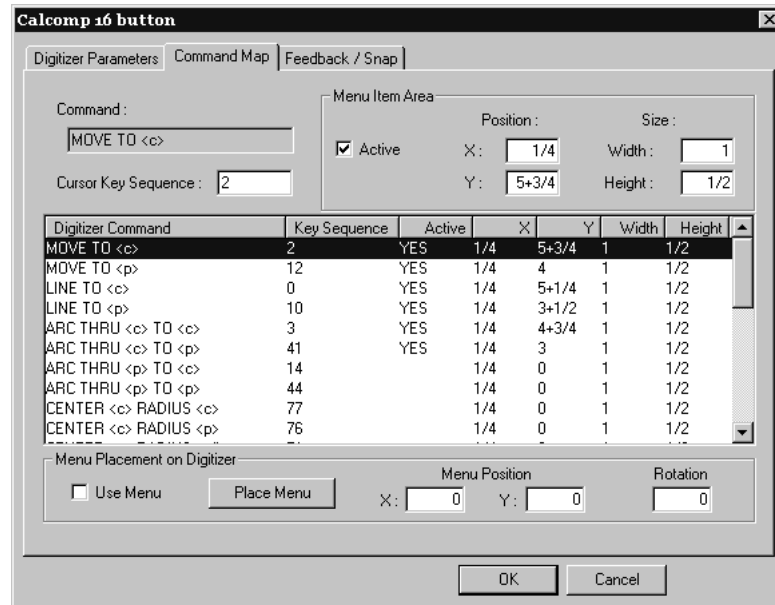 Calcomp 16 button
Digitizer Parameters Command Map Feedback / Snap
Command :
MOVE TO <c>
Cursor Key Sequence : 2
Menu Item Area
Position : Size :
Active X : 1/4 Width : 1
Y : 5+3/4 Height : 1/2
Digitizer Command Key Sequence Active X Y Width Height
MOVE TO <c> 2 YES 1/4 5+3/4 1 1/2
MOVE TO <p> 12 YES 1/4 4 1 1/2
LINE TO <c> 0 YES 1/4 5+1/4 1 1/2
LINE TO <p> 10 YES 1/4 3+1/2 1 1/2
ARC THRU <c> TO <c> 3 YES 1/4 4+3/4 1 1/2
ARC THRU <c> TO <p> 41 YES 1/4 3 1 1/2
ARC THRU <p> TO <c> 14 1/4 0 1 1/2
ARC THRU <p> TO <p> 44 1/4 0 1 1/2
CENTER <c> RADIUS <c> 77 1/4 0 1 1/2
CENTER <c> RADIUS <p> 76 1/4 0 1 1/2
Menu Placement on Digitizer
Menu Position Rotation
Use Menu Place Menu X : 0 Y : 0 0
OK Cancel